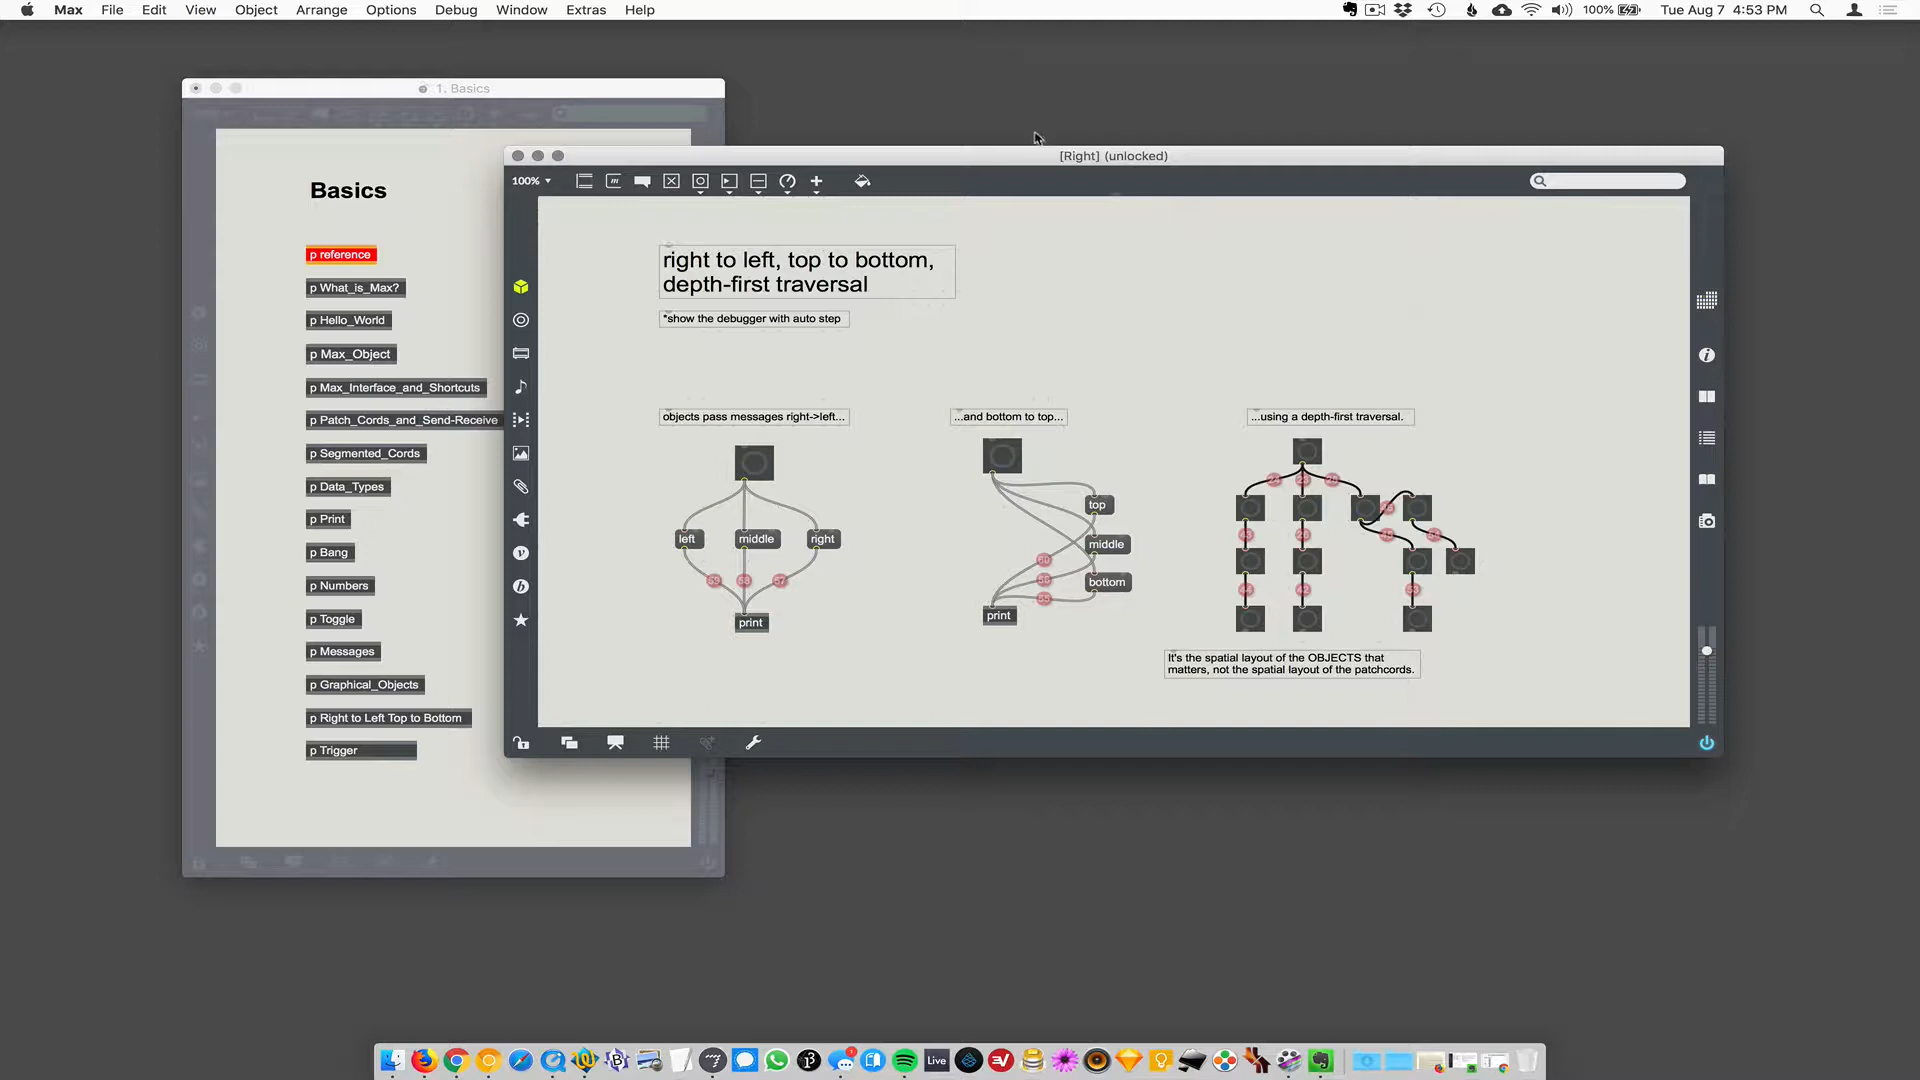 Max File Edit View Object Arrange Options Debug Window Extras Help
100% Tue Aug 7 4:53 PM
1. Basics
Basics
p reference
p What_is_Max?
p Hello_World
p Max_Object
p Max_Interface_and_Shortcuts
p Patch_Cords_and_Send-Receive
p Segmented_Cords
p Data_Types
p Print
p Bang
p Numbers
p Toggle
p Messages
p Graphical_Objects
p Right to Left Top to Bottom
p Trigger
[Right] (unlocked)
100%
right to left, top to bottom,
depth-first traversal
*show the debugger with auto step
objects pass messages right->left...
left middle right
59 58 57
print
...and bottom to top...
top
middle
bottom
print
...using a depth-first traversal.
It's the spatial layout of the OBJECTS that
matters, not the spatial layout of the patchcords.
Live